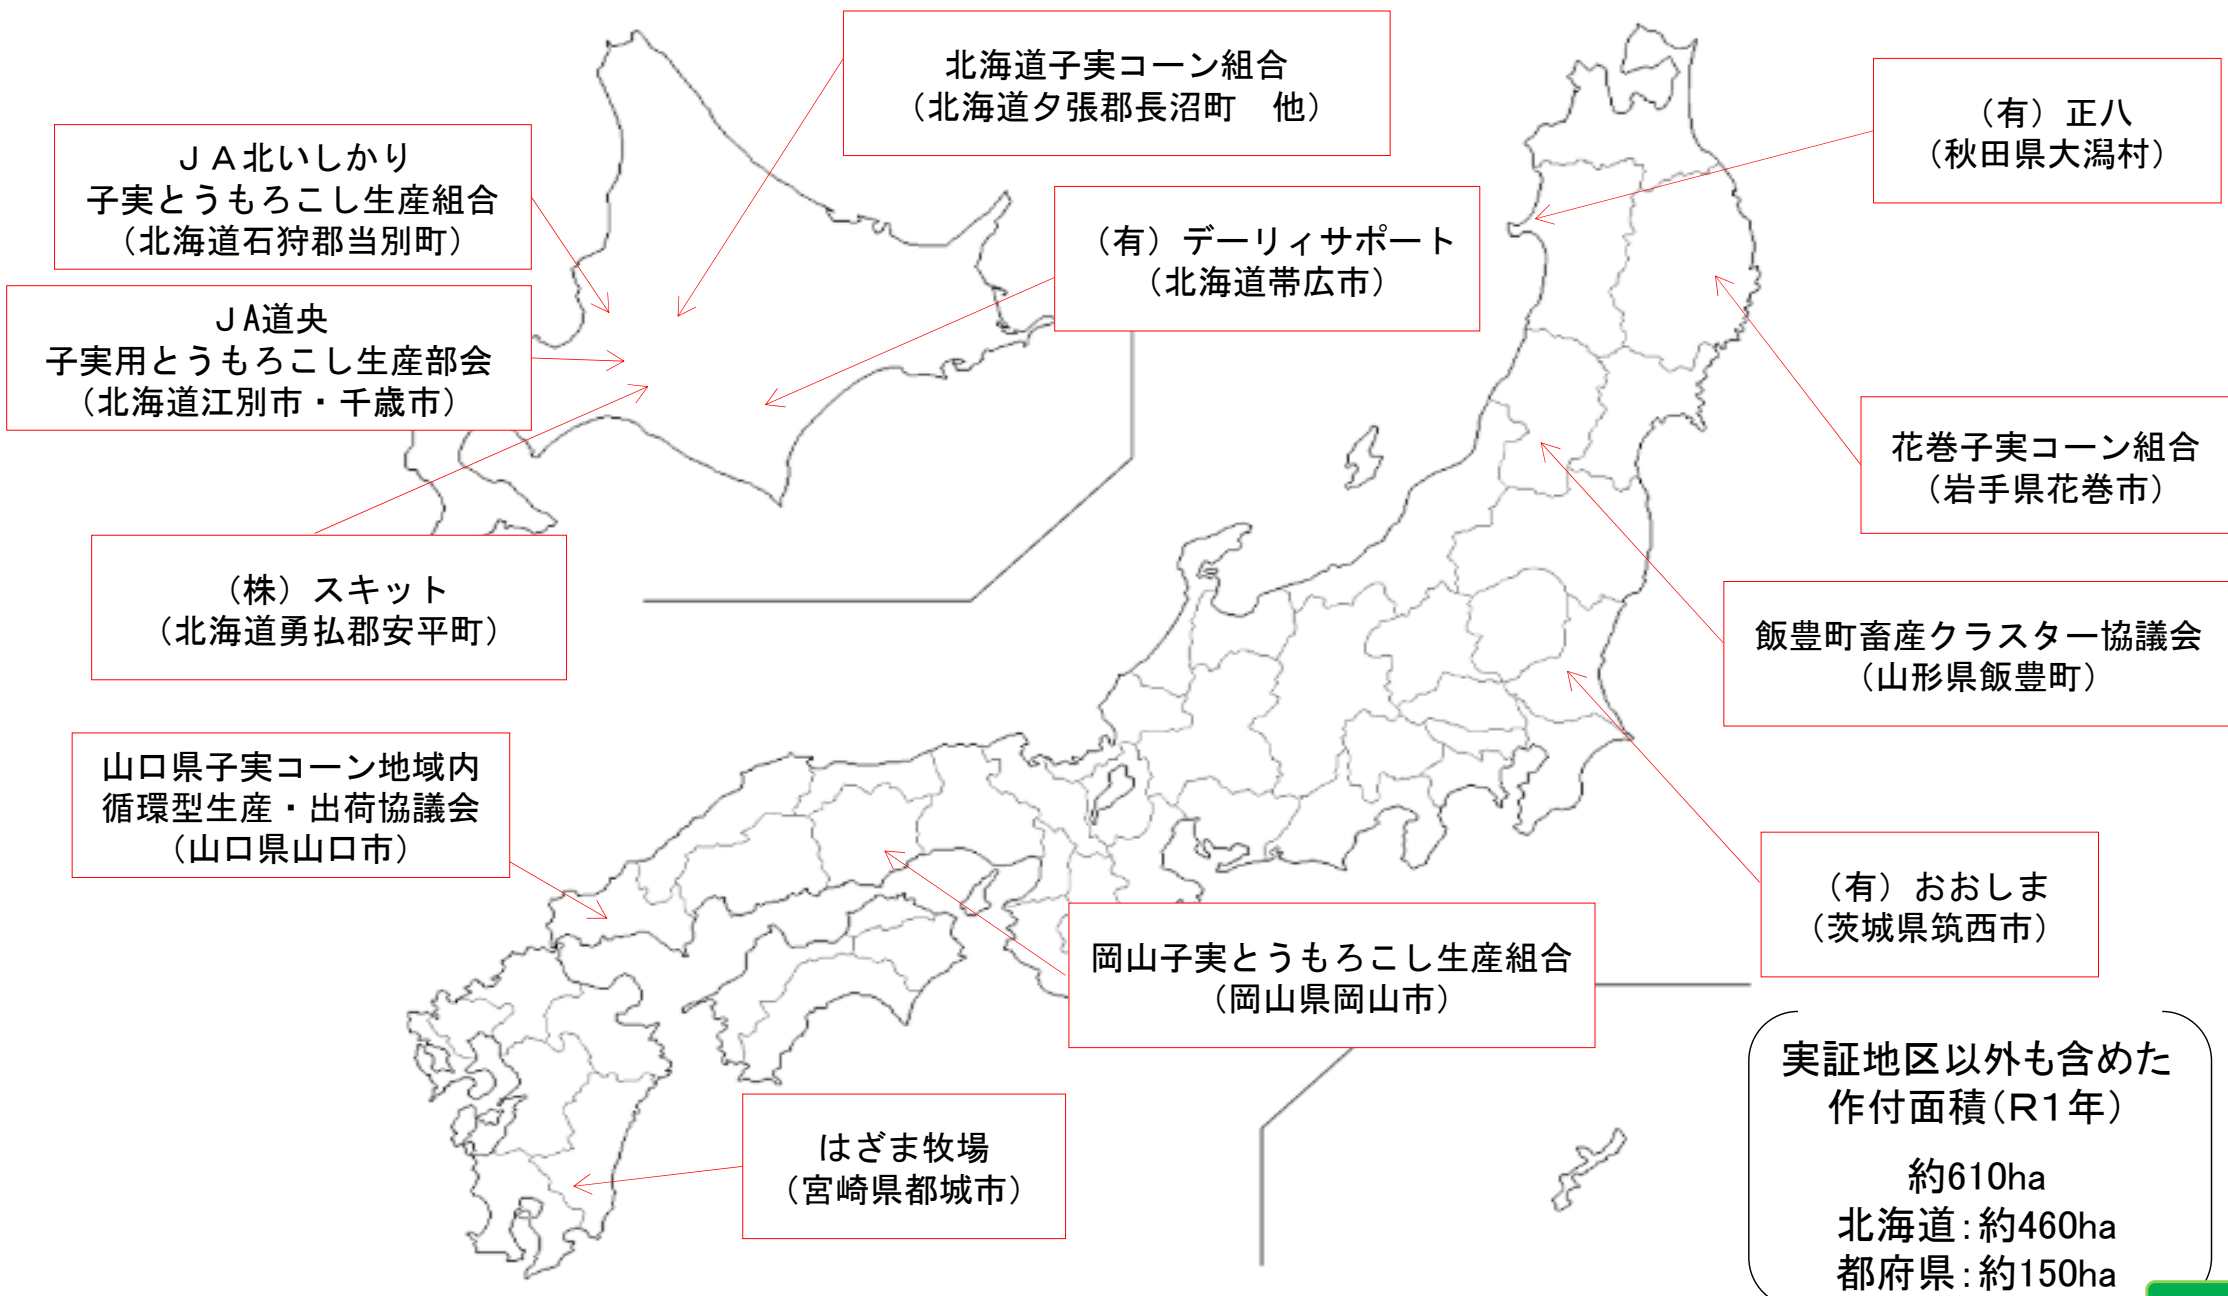 北海道子実コーン組合
（北海道夕張郡長沼町　他）
（有）正八
（秋田県大潟村）
ＪＡ北いしかり
子実とうもろこし生産組合
（北海道石狩郡当別町）
（有）デーリィサポート
（北海道帯広市）
ＪA道央
子実用とうもろこし生産部会
（北海道江別市・千歳市）
花巻子実コーン組合
（岩手県花巻市）
（株）スキット
（北海道勇払郡安平町）
飯豊町畜産クラスター協議会
（山形県飯豊町）
山口県子実コーン地域内
循環型生産・出荷協議会
（山口県山口市）
（有）おおしま
（茨城県筑西市）
岡山子実とうもろこし生産組合
（岡山県岡山市）
はざま牧場
（宮崎県都城市）
実証地区以外も含めた
作付面積（R１年）
約610ha
北海道：約460ha
都府県：約150ha